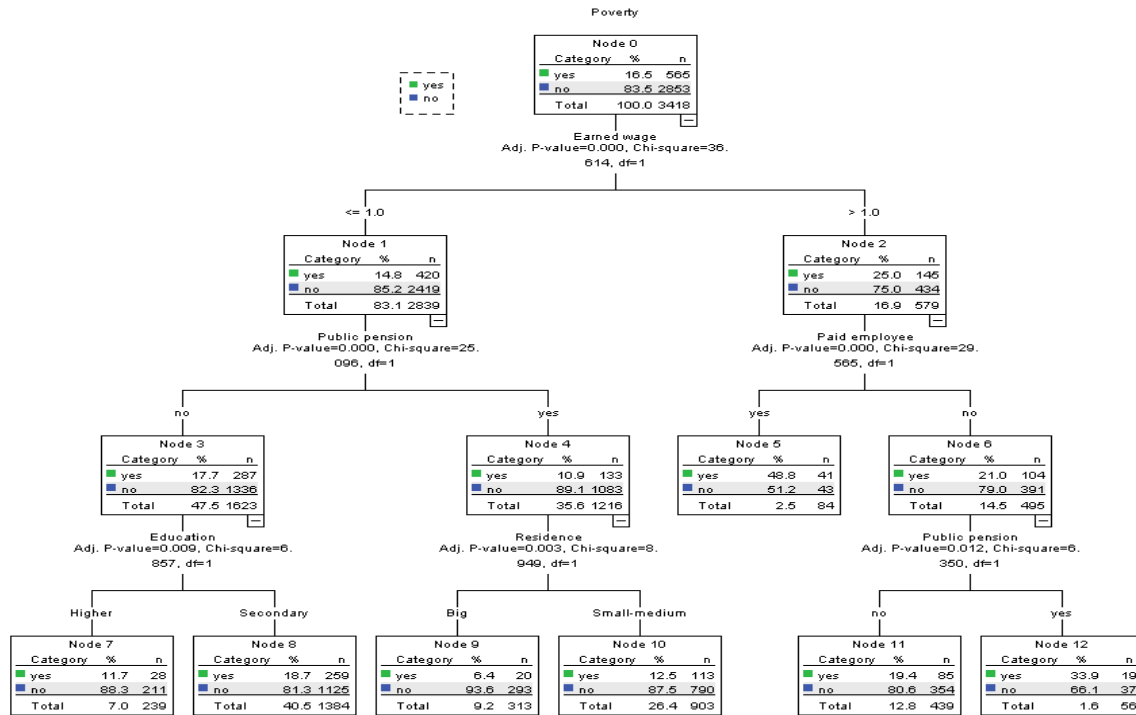 Poverty
yes
no
Node 0
Category % n
yes 16.5 565
no 83.5 2853
Total 100.0 3418
Earned wage
Adj. P-value=0.000, Chi-square=36.
614, df=1
<= 1.0
> 1.0
Node 1
Category % n
yes 14.8 420
no 85.2 2419
Total 83.1 2839
Node 2
Category % n
yes 25.0 145
no 75.0 434
Total 16.9 579
Public pension
Adj. P-value=0.000, Chi-square=25.
096, df=1
Paid employee
Adj. P-value=0.000, Chi-square=29.
565, df=1
no
yes
yes
no
Node 3
Category % n
yes 17.7 287
no 82.3 1336
Total 47.5 1623
Node 4
Category % n
yes 10.9 133
no 89.1 1083
Total 35.6 1216
Node 5
Category % n
yes 48.8 41
no 51.2 43
Total 2.5 84
Node 6
Category % n
yes 21.0 104
no 79.0 391
Total 14.5 495
Education
Adj. P-value=0.009, Chi-square=6.
857, df=1
Residence
Adj. P-value=0.003, Chi-square=8.
949, df=1
Public pension
Adj. P-value=0.012, Chi-square=6.
350, df=1
Higher
Secondary
Big
Small-medium
no
yes
Node 7
Category % n
yes 11.7 28
no 88.3 211
Total 7.0 239
Node 8
Category % n
yes 18.7 259
no 81.3 1125
Total 40.5 1384
Node 9
Category % n
yes 6.4 20
no 93.6 293
Total 9.2 313
Node 10
Category % n
yes 12.5 113
no 87.5 790
Total 26.4 903
Node 11
Category % n
yes 19.4 85
no 80.6 354
Total 12.8 439
Node 12
Category % n
yes 33.9 19
no 66.1 37
Total 1.6 56